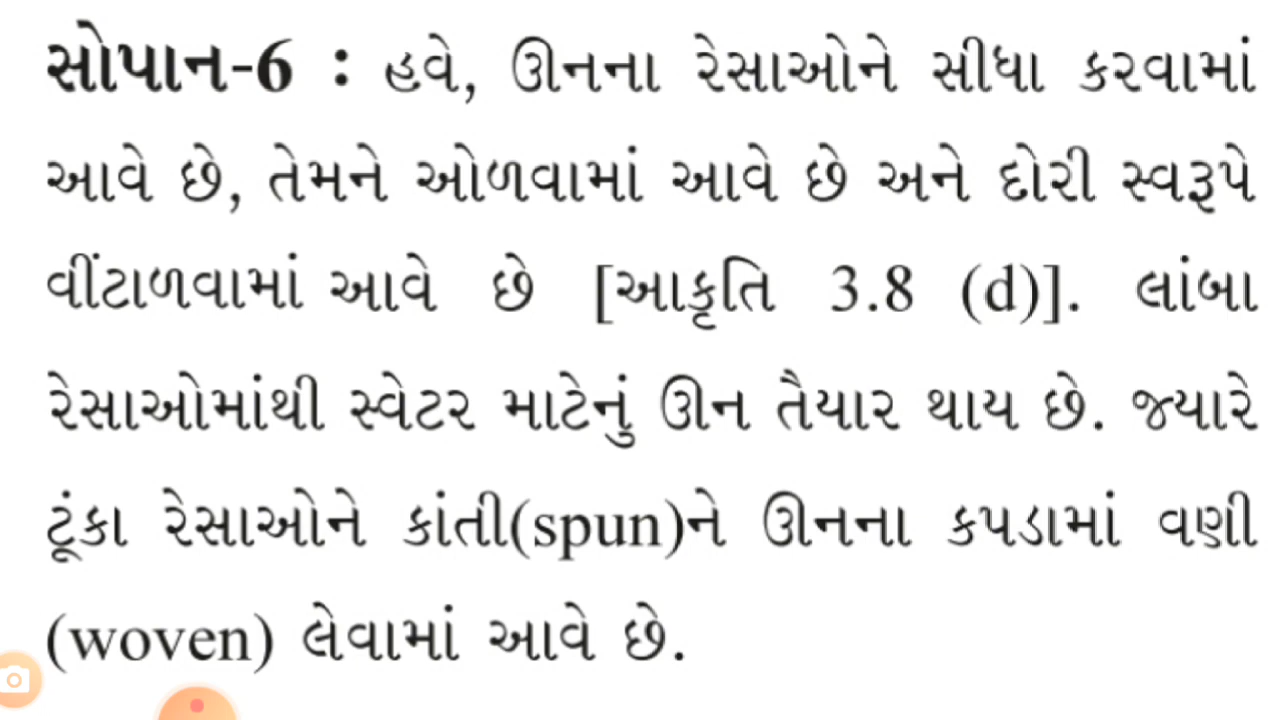 સોપાન-6 : હવે, ઊનના રેસાઓને સીધા કરવામાં
આવે છે, તેમને ઓળવામાં આવે છે અને દોરી સ્વરૂપે
વીંટાળવામાં આવે છે [આકૃતિ 3.8 (d)]. લાંબા
રેસાઓમાંથી સ્વેટર માટેનું ઊન તૈયાર થાય છે. જ્યારે
ટૂંકા રેસાઓને કાંતી(spun)ને ઊનના કપડામાં વણી
(woven) લેવામાં આવે છે.